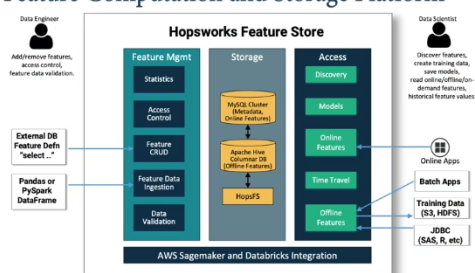 Feature Computation and Storage Platform
Data Engineer
Add/remove features,
access control,
feature data validation.
Hopsworks Feature Store
Data Scientist
Discover features,
create training data,
save models,
read online/offline/on-
demand features,
historical feature values.
Feature Mgmt
Storage
Access
Statistics
Access
Control
Feature
CRUD
Feature Data
Ingestion
Data
Validation
MySQL Cluster
(Metadata,
Online Features)
Apache Hive
Columnar DB
(Offline Features)
HopsFS
Discovery
Models
Online
Features
Time Travel
Offline
Features
External DB
Feature Defn
"select .."
Pandas or
PySpark
DataFrame
Online Apps
Batch Apps
Training Data
(S3, HDFS)
JDBC
(SAS, R, etc)
AWS Sagemaker and Databricks Integration